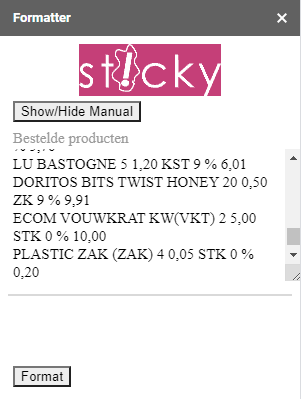 Formatter ×
st!cky
Show/Hide Manual
Bestelde producten
LU BASTOGNE 5 1,20 KST 9 % 6,01
DORITOS BITS TWIST HONEY 20 0,50
ZK 9 % 9,91
ECOM VOUWKRAT KW(VKT) 2 5,00
STK 0 % 10,00
PLASTIC ZAK (ZAK) 4 0,05 STK 0 %
0,20
Format